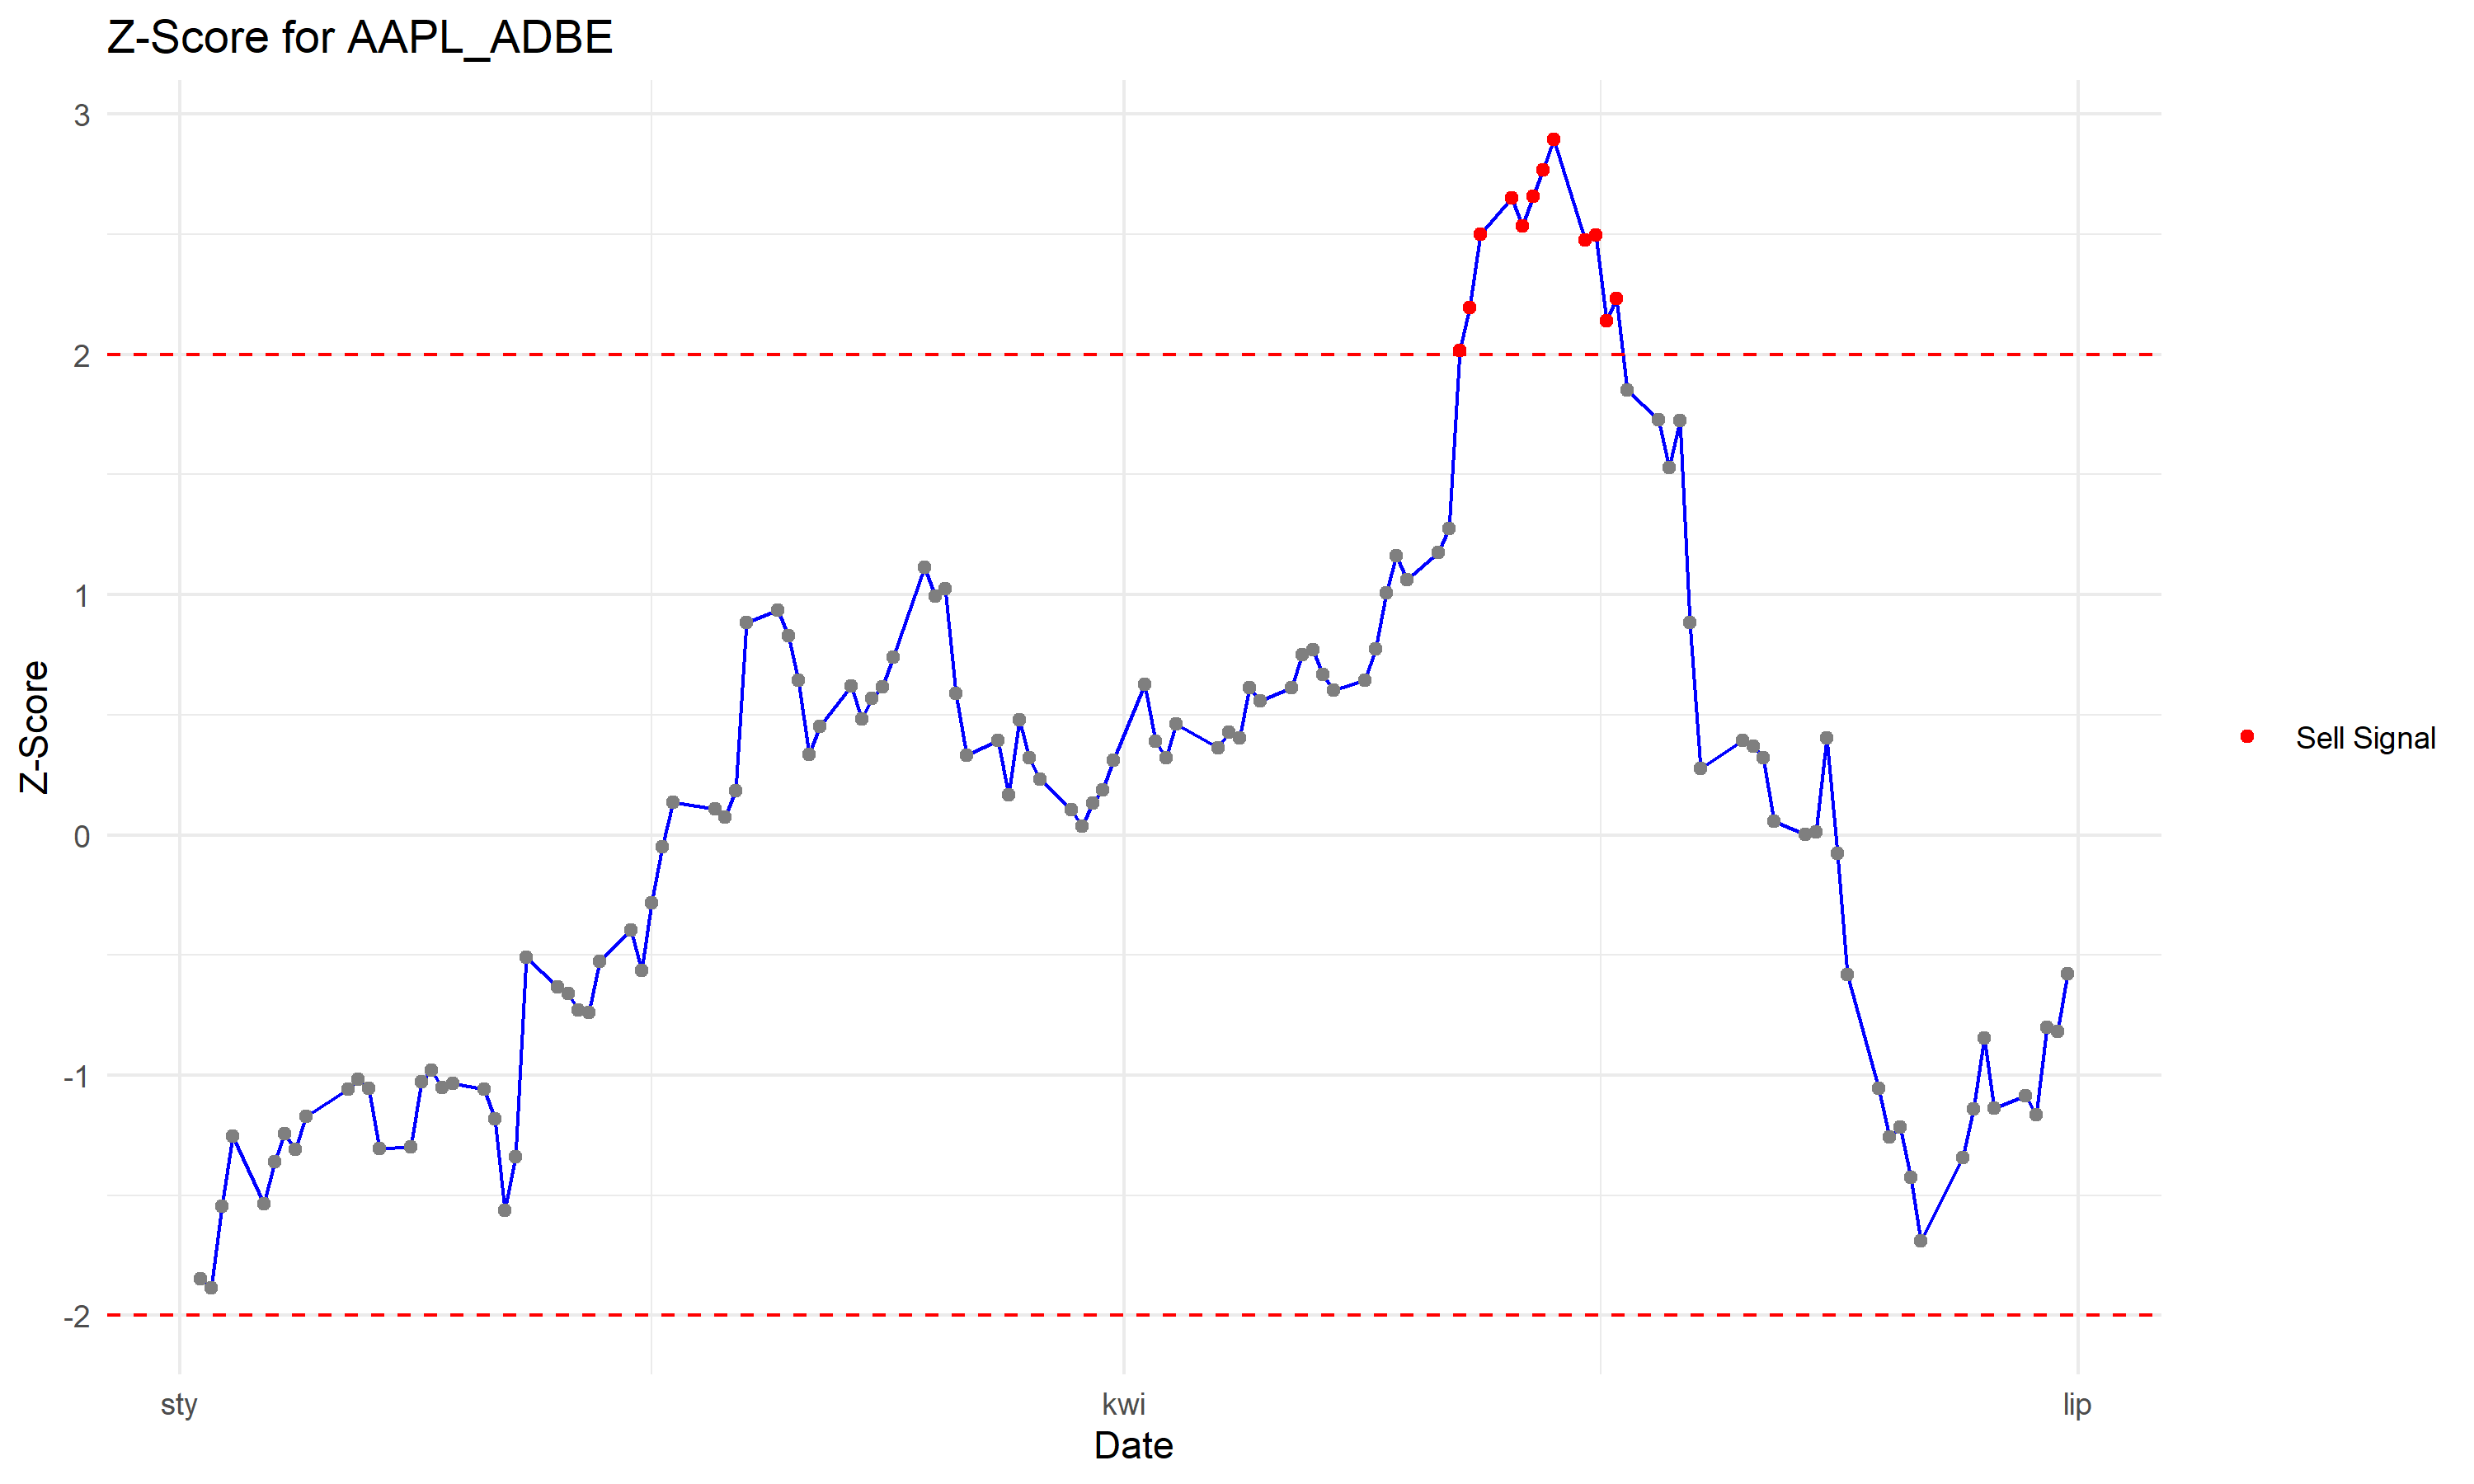 Z-Score for AAPL_ADBE
3
2
1
0
-1
-2
Z-Score
sty
kwi
lip
Date
Sell Signal